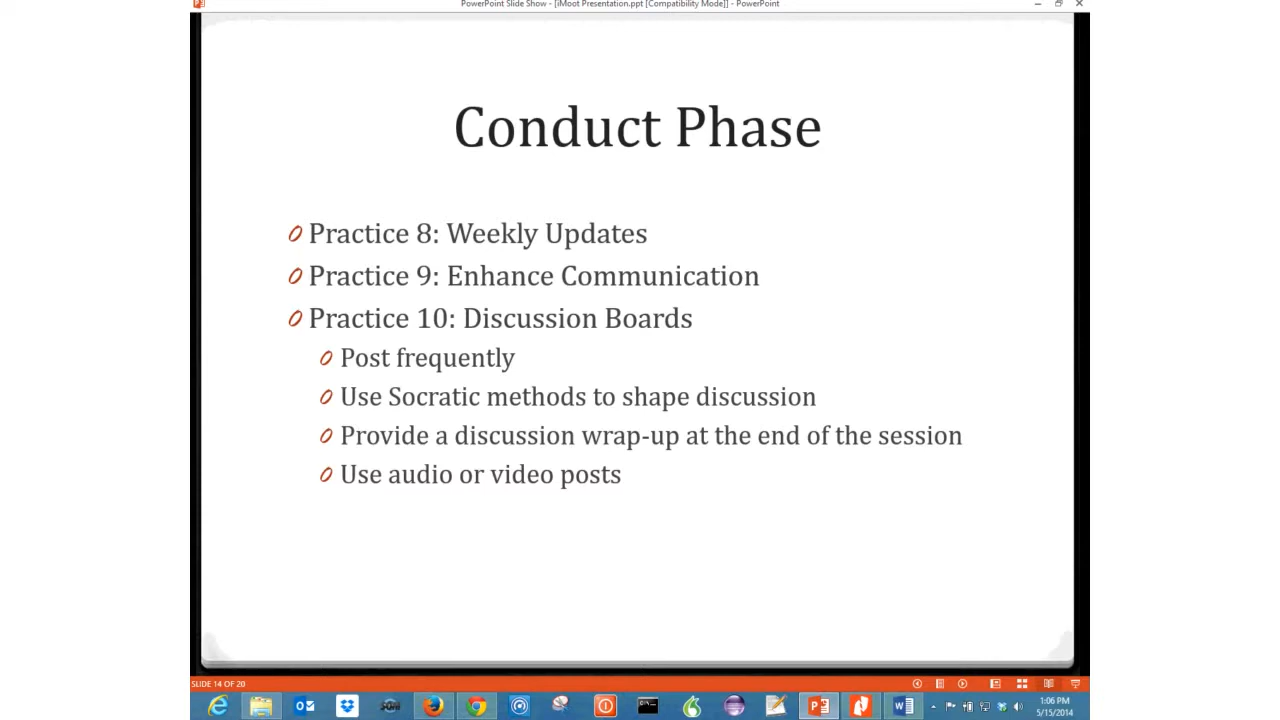 PowerPoint Slide Show - [iMoot Presentation.ppt [Compatibility Mode]] - PowerPoint
Conduct Phase
Practice 8: Weekly Updates
Practice 9: Enhance Communication
Practice 10: Discussion Boards
Post frequently
Use Socratic methods to shape discussion
Provide a discussion wrap-up at the end of the session
Use audio or video posts
SLIDE 14 OF 20
1:06 PM
5/15/2014